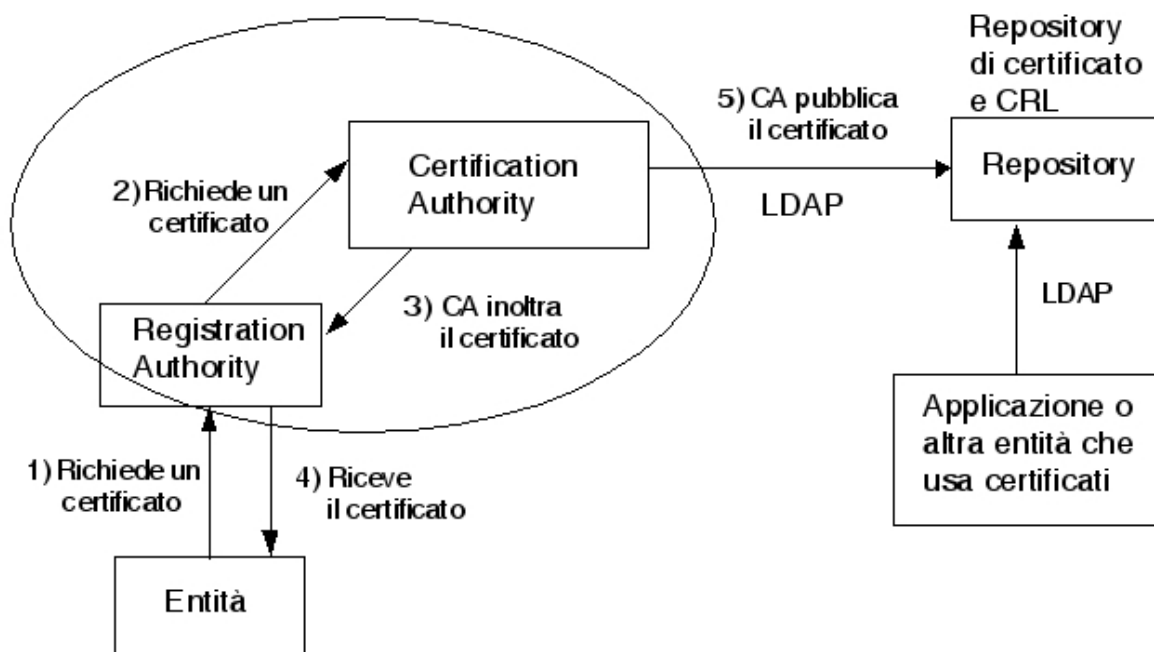 Repository
di certificato
e CRL
5) CA pubblica
il certificato
Certification
Authority
Repository
2) Richiede un
certificato
LDAP
LDAP
3) CA inoltra
il certificato
Registration
Authority
Applicazione o
altra entità che
usa certificati
1) Richiede un
certificato
4) Riceve
il certificato
Entità